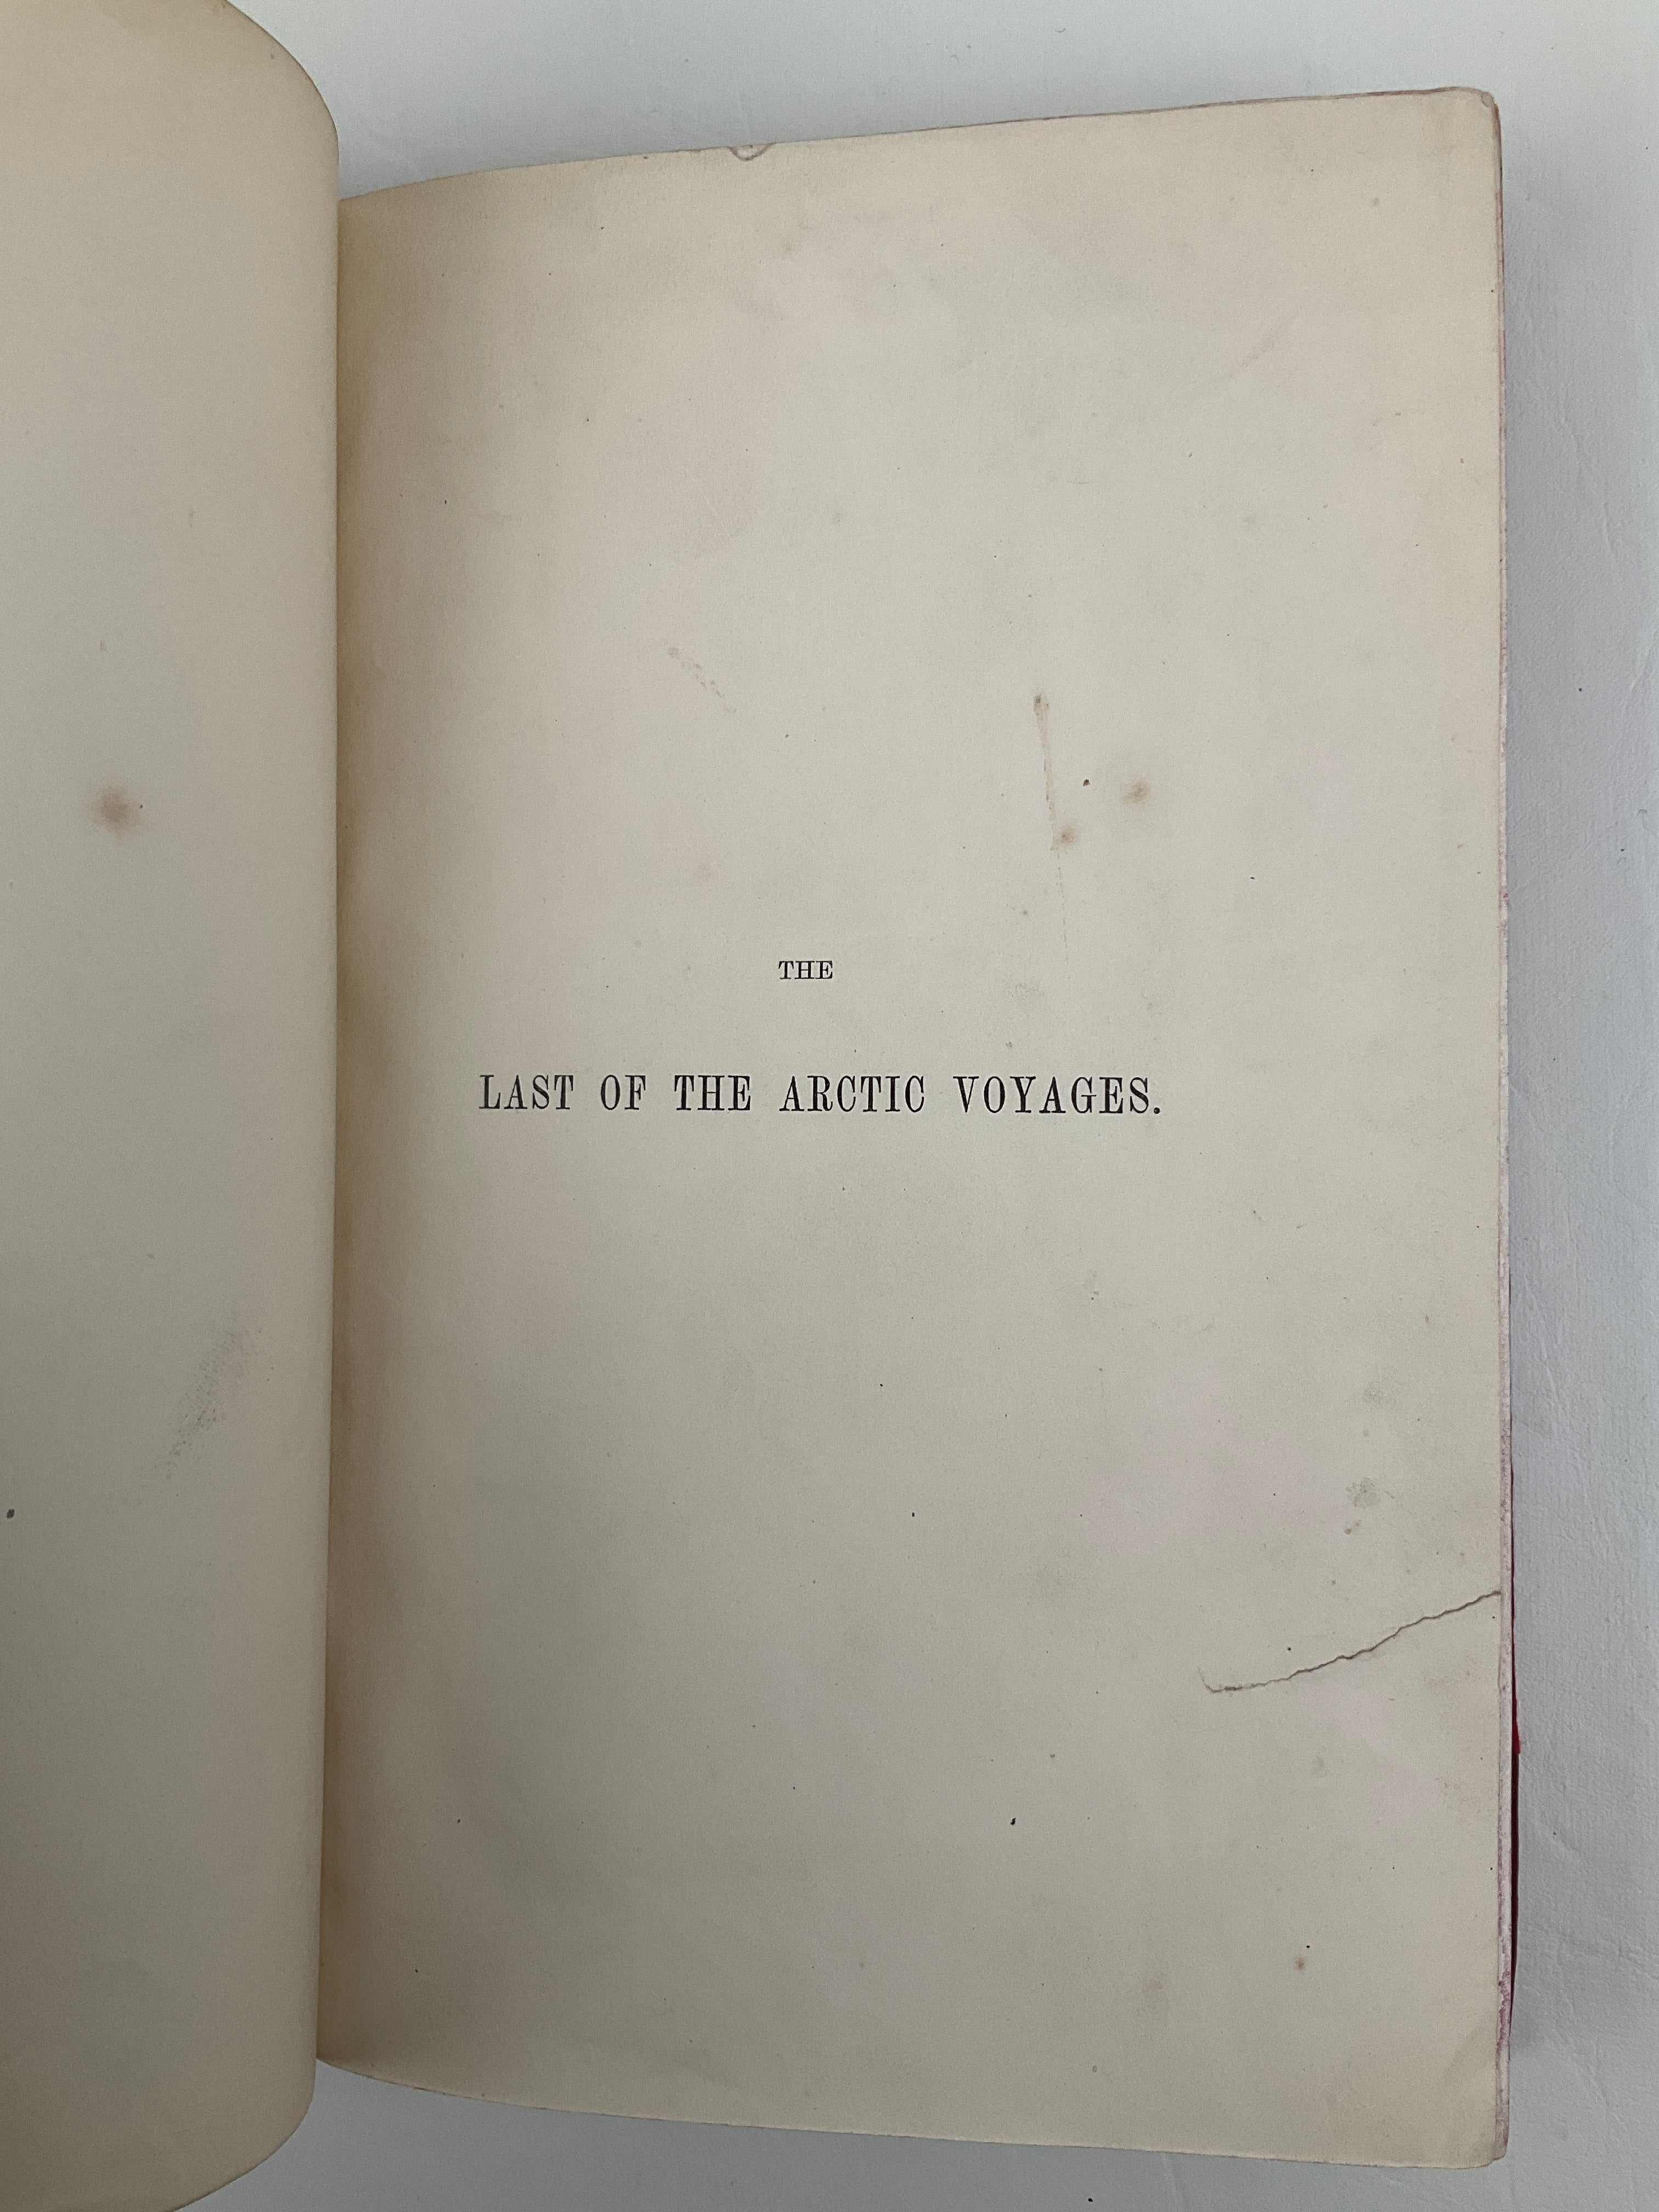 THE
LAST OF THE ARCTIC VOYAGES.